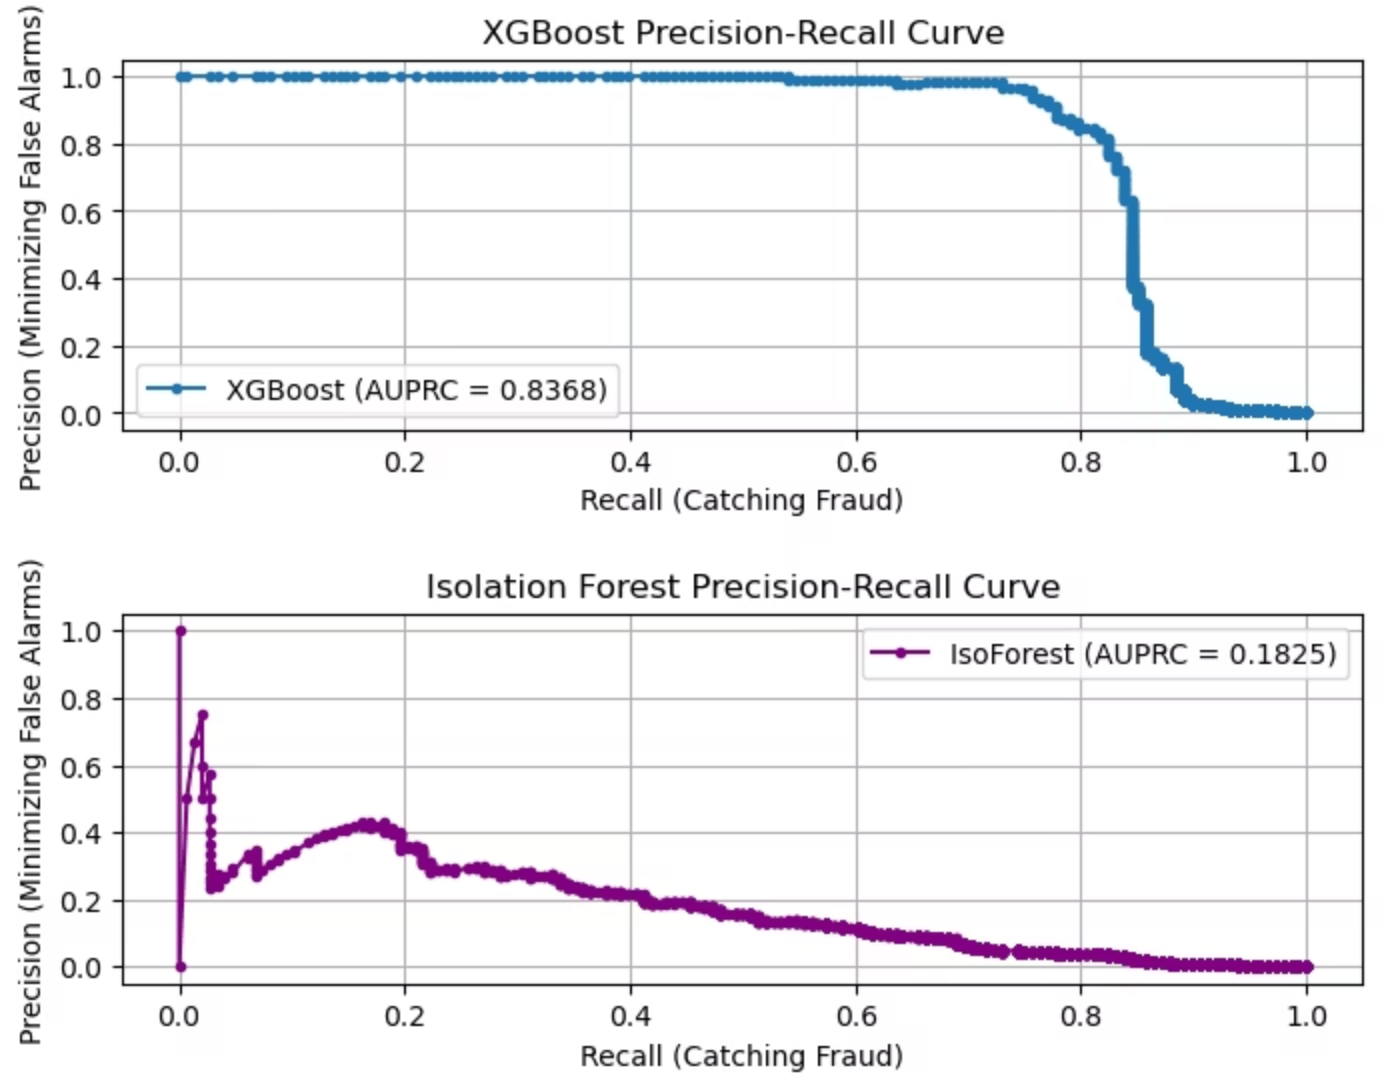 XGBoost Precision-Recall Curve
Precision (Minimizing False Alarms)
1.0
0.8
0.6
0.4
0.2
0.0
XGBoost (AUPRC = 0.8368)
0.0 0.2 0.4 0.6 0.8 1.0
Recall (Catching Fraud)
Isolation Forest Precision-Recall Curve
Precision (Minimizing False Alarms)
1.0
0.8
0.6
0.4
0.2
0.0
IsoForest (AUPRC = 0.1825)
0.0 0.2 0.4 0.6 0.8 1.0
Recall (Catching Fraud)